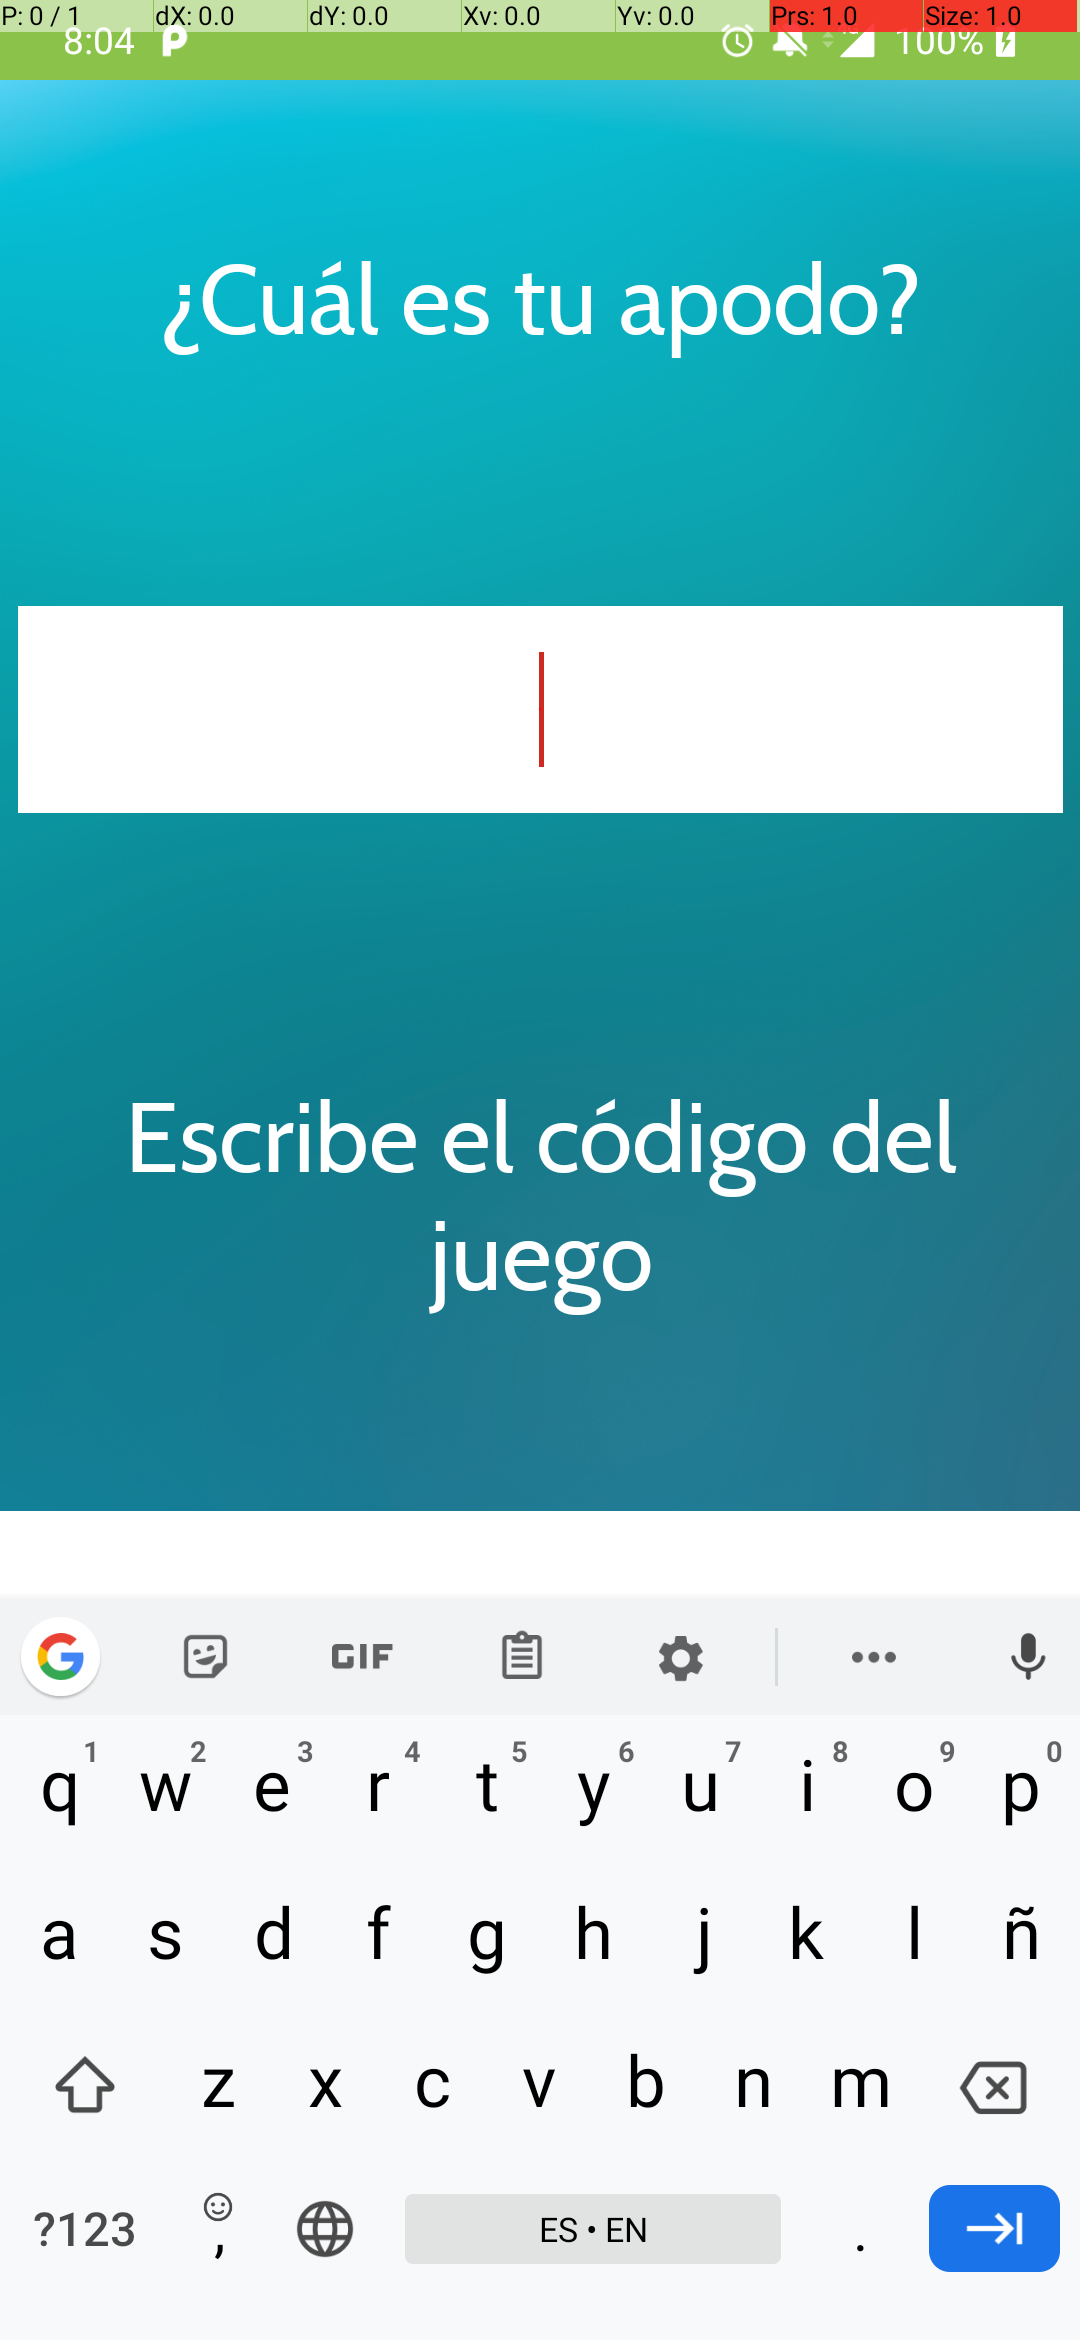 P: 0 / 1 dX: 0.0 dY: 0.0 Xv: 0.0 Yv: 0.0 Prs: 1.0 Size: 1.0
8:04 100%
¿Cuál es tu apodo?
Escribe el código del
juego
GIF
1 2 3 4 5 6 7 8 9 0
q w e r t y u i o p
a s d f g h j k l ñ
z x c v b n m
?123 , ES • EN .